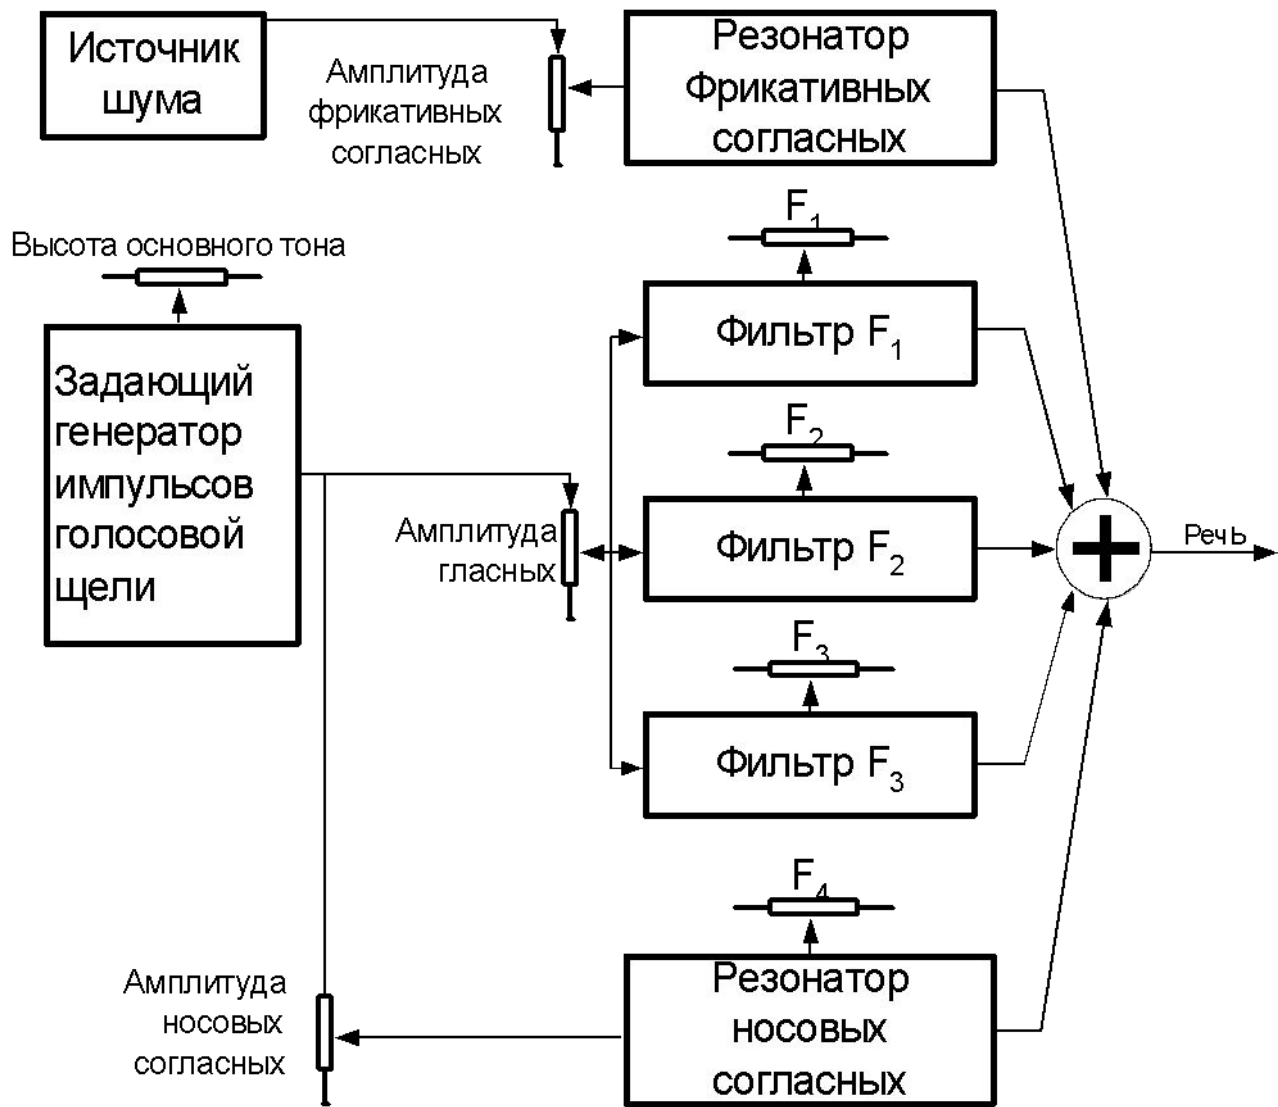 Источник
шума
Амплитуда
фрикативных
согласных
Резонатор
Фрикативных
согласных
Высота основного тона
F1
Фильтр F1
Задающий
генератор
импульсов
голосовой
щели
F2
Амплитуда
гласных
Фильтр F2
Речь
F3
Фильтр F3
F4
Амплитуда
носовых
согласных
Резонатор
носовых
согласных